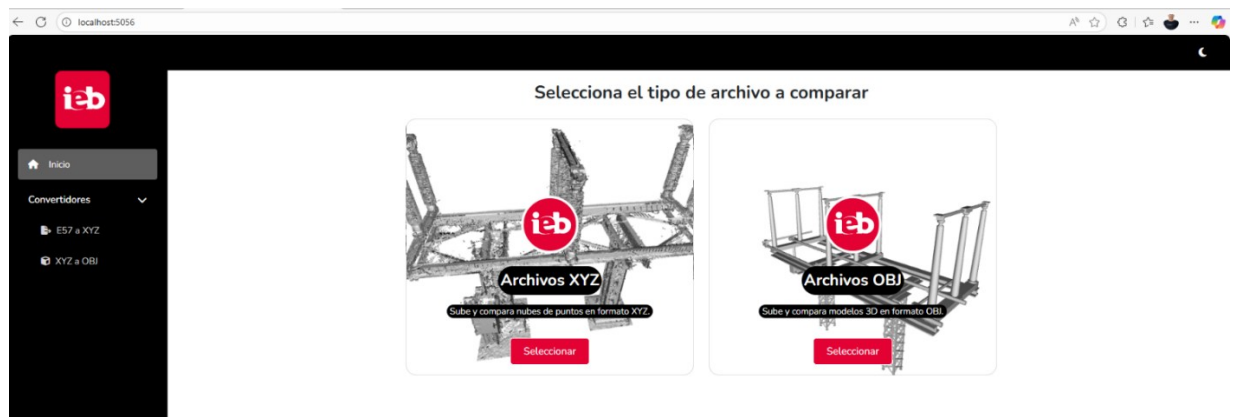 localhost:5056
ieb
Inicio
Convertidores
E57 a XYZ
XYZ a OBJ
Selecciona el tipo de archivo a comparar
ieb
Archivos XYZ
Sube y compara nubes de puntos en formato XYZ.
Seleccionar
ieb
Archivos OBJ
Sube y compara modelos 3D en formato OBJ.
Seleccionar